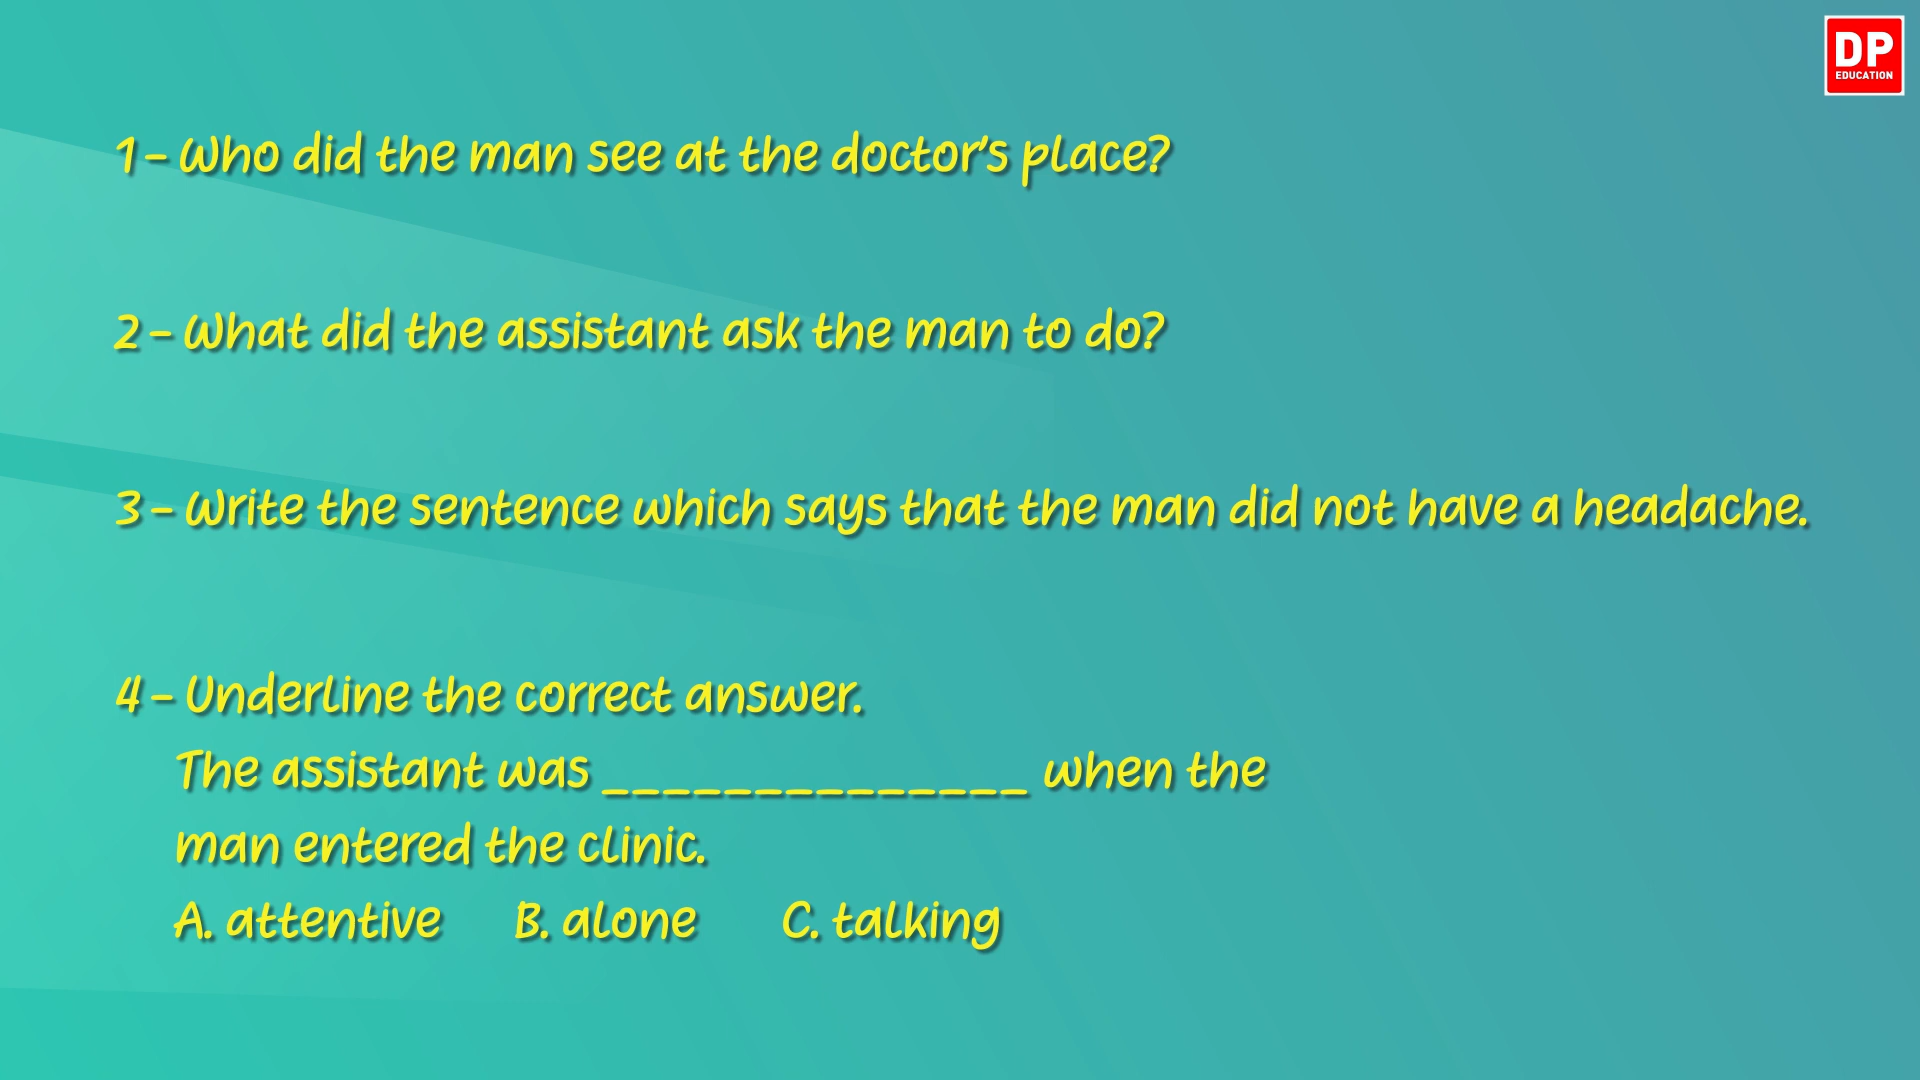 DP
EDUCATION
1 - Who did the man see at the doctor's place?
2 - What did the assistant ask the man to do?
3 - Write the sentence which says that the man did not have a headache.
4 - Underline the correct answer.
The assistant was ______________ when the
man entered the clinic.
A. attentive B. alone C. talking